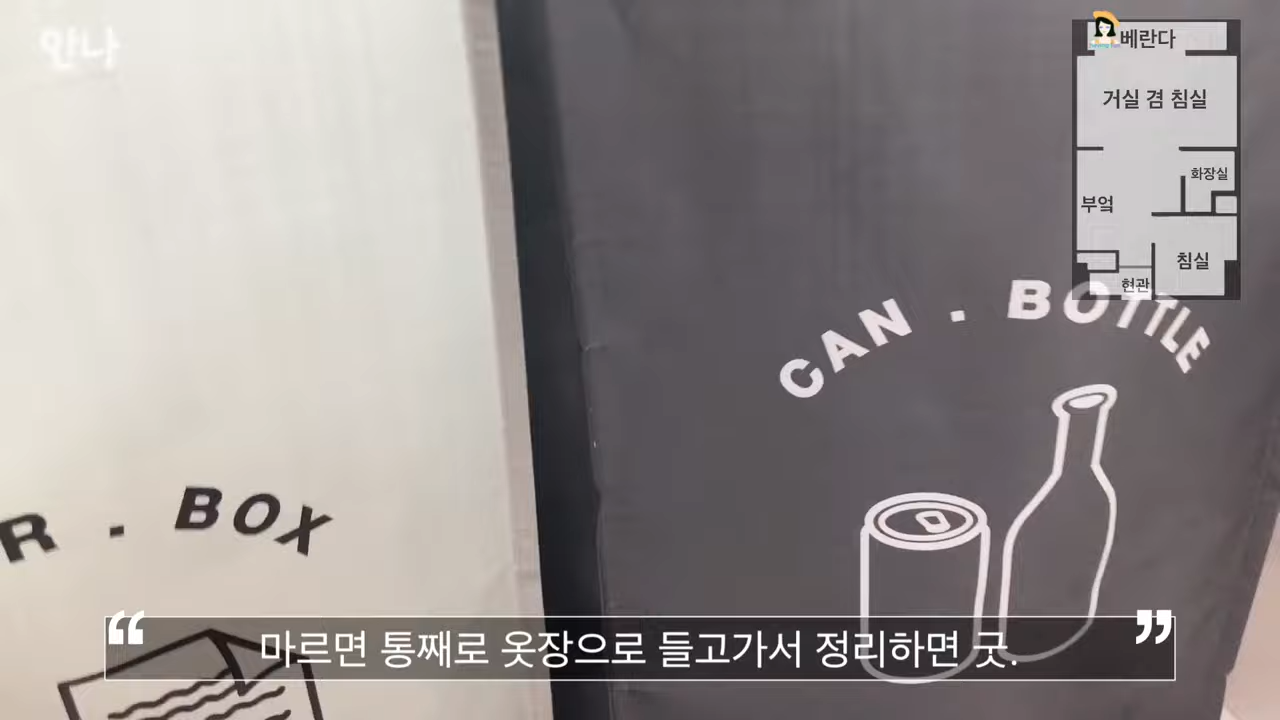 안나
베란다
거실 겸 침실
화장실
부엌
침실
현관
CAN . BOTTLE
R . BOX
“마르면 통째로 옷장으로 들고가서 정리하면 굿.”